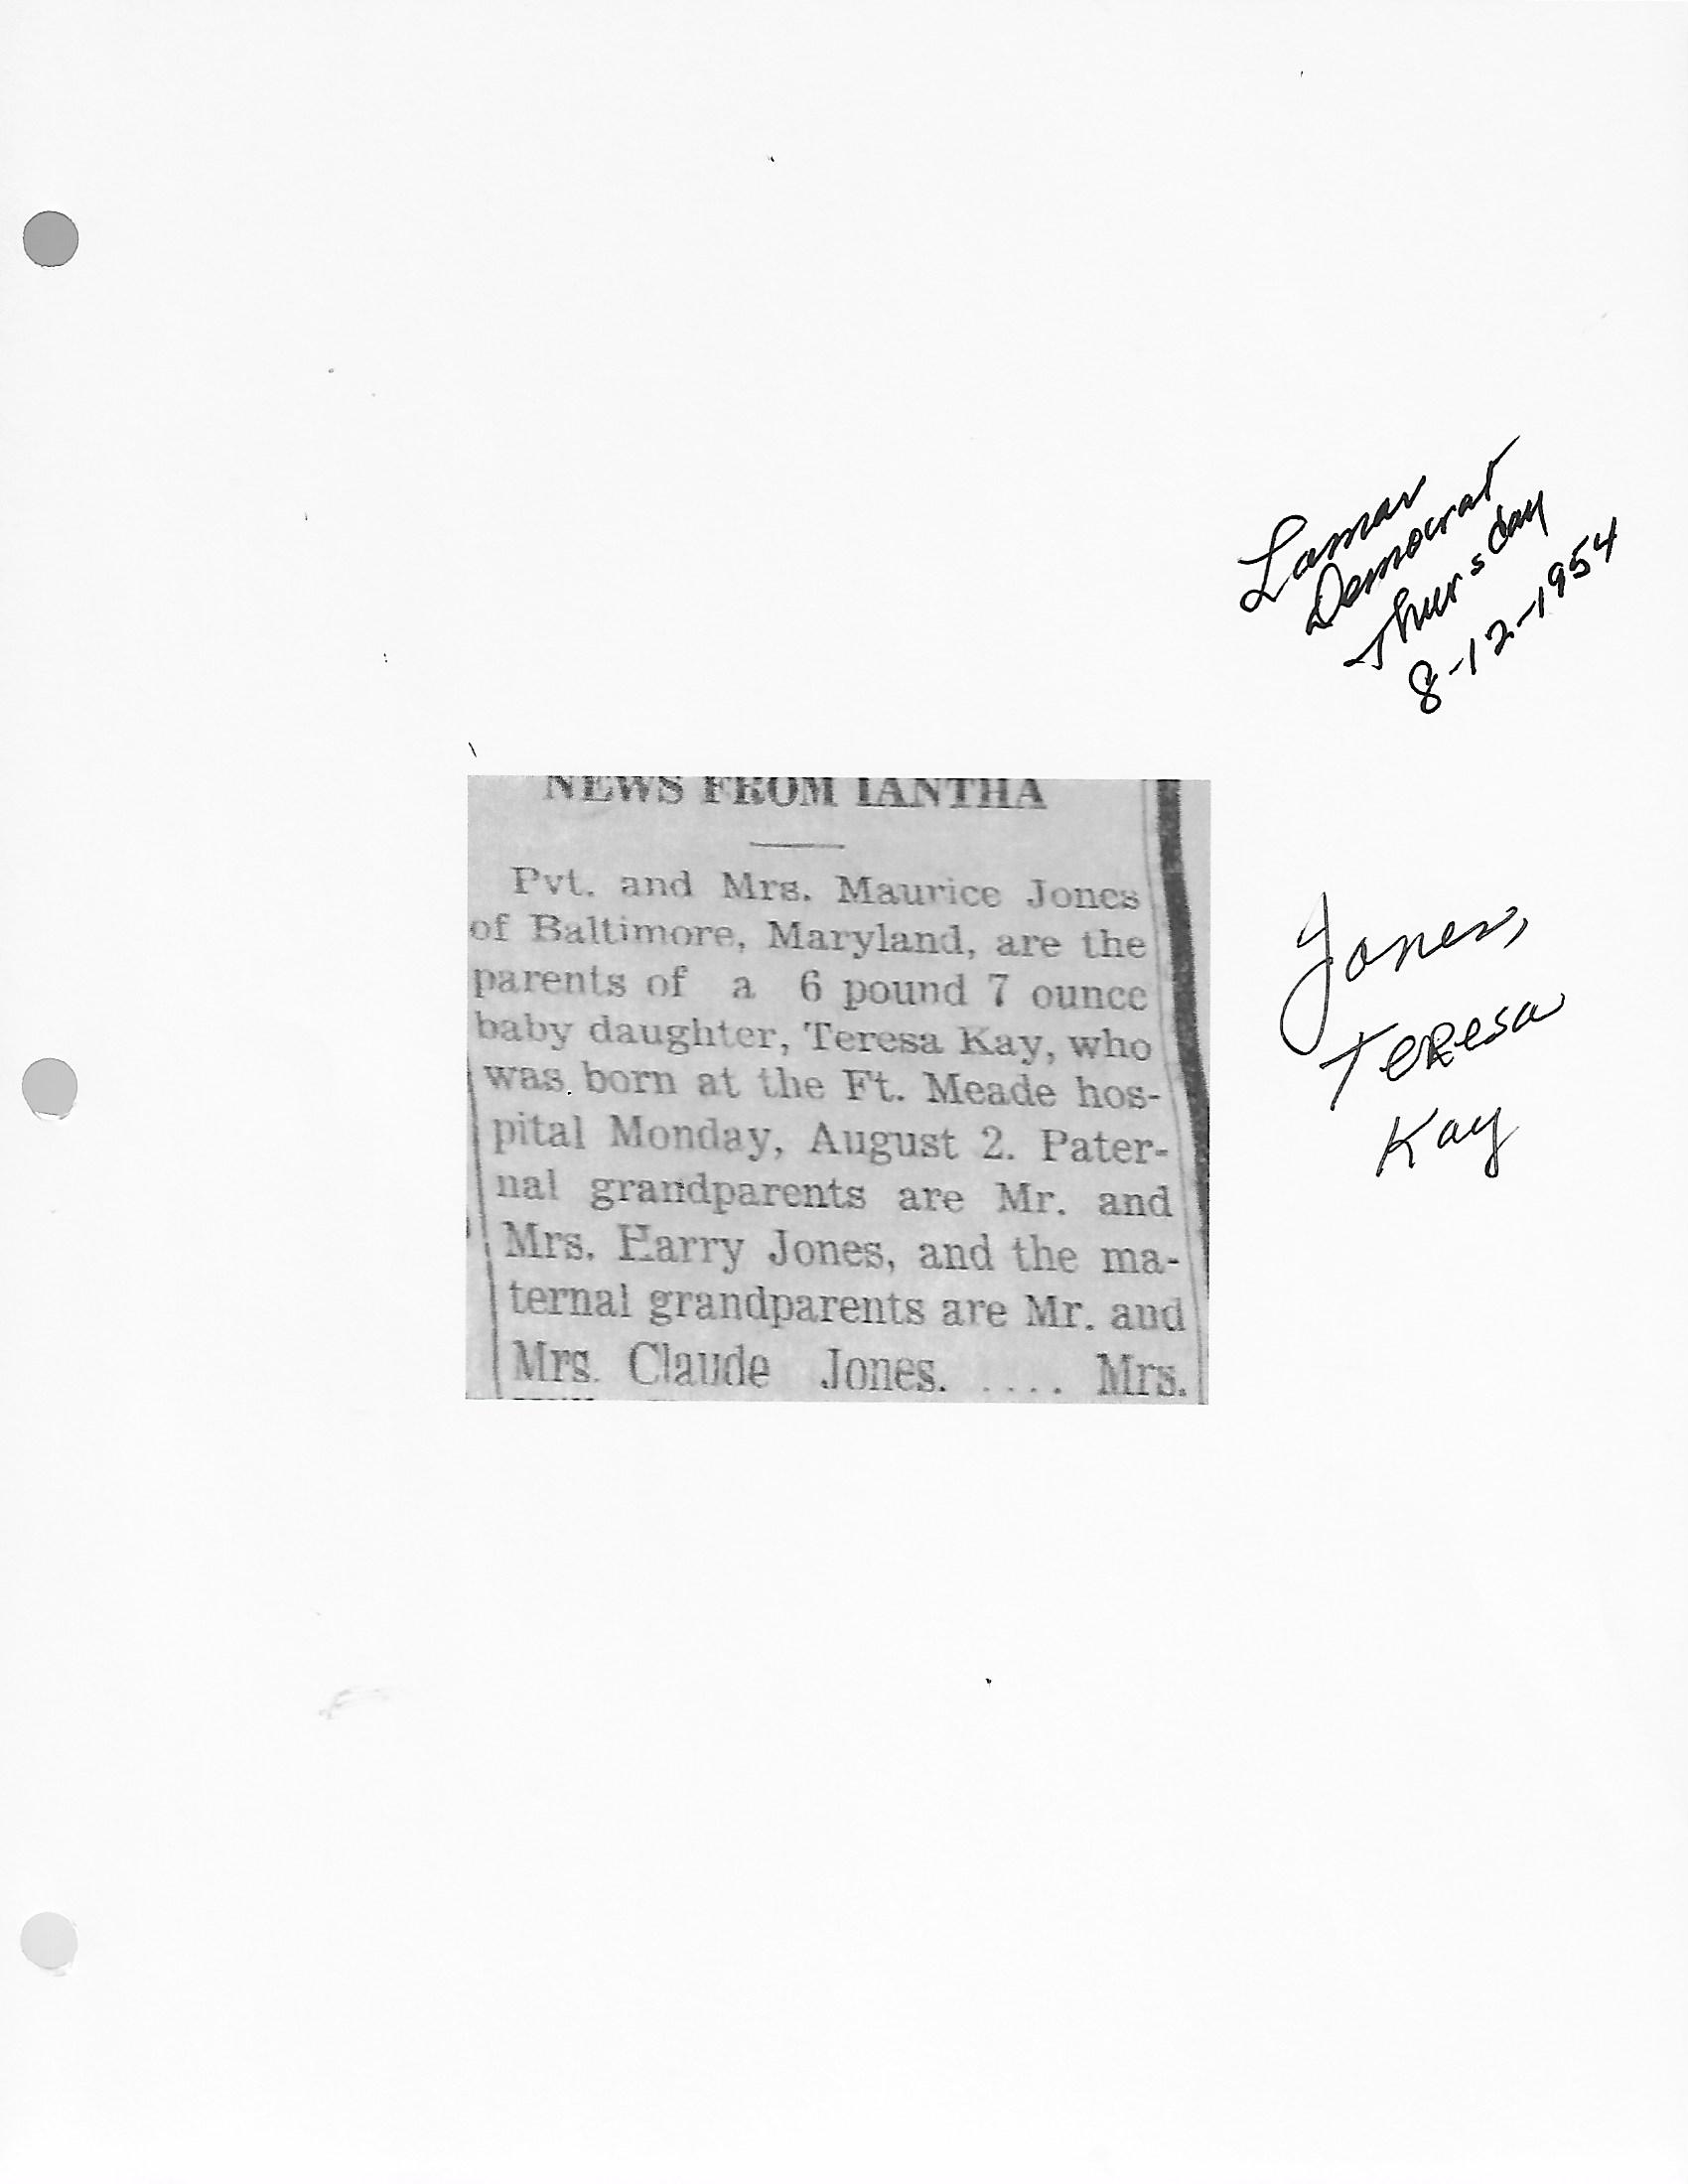 Lamar
Democrat
Thursday
8-12-1954
NEWS FROM IANTHA
Pvt. and Mrs. Maurice Jones
of Baltimore, Maryland, are the
parents of a 6 pound 7 ounce
baby daughter, Teresa Kay, who
was born at the Ft. Meade hos-
pital Monday, August 2. Pater-
nal grandparents are Mr. and
Mrs. Harry Jones, and the ma-
ternal grandparents are Mr. and
Mrs. Claude Jones. .... Mrs.
Jones,
Teresa
Kay